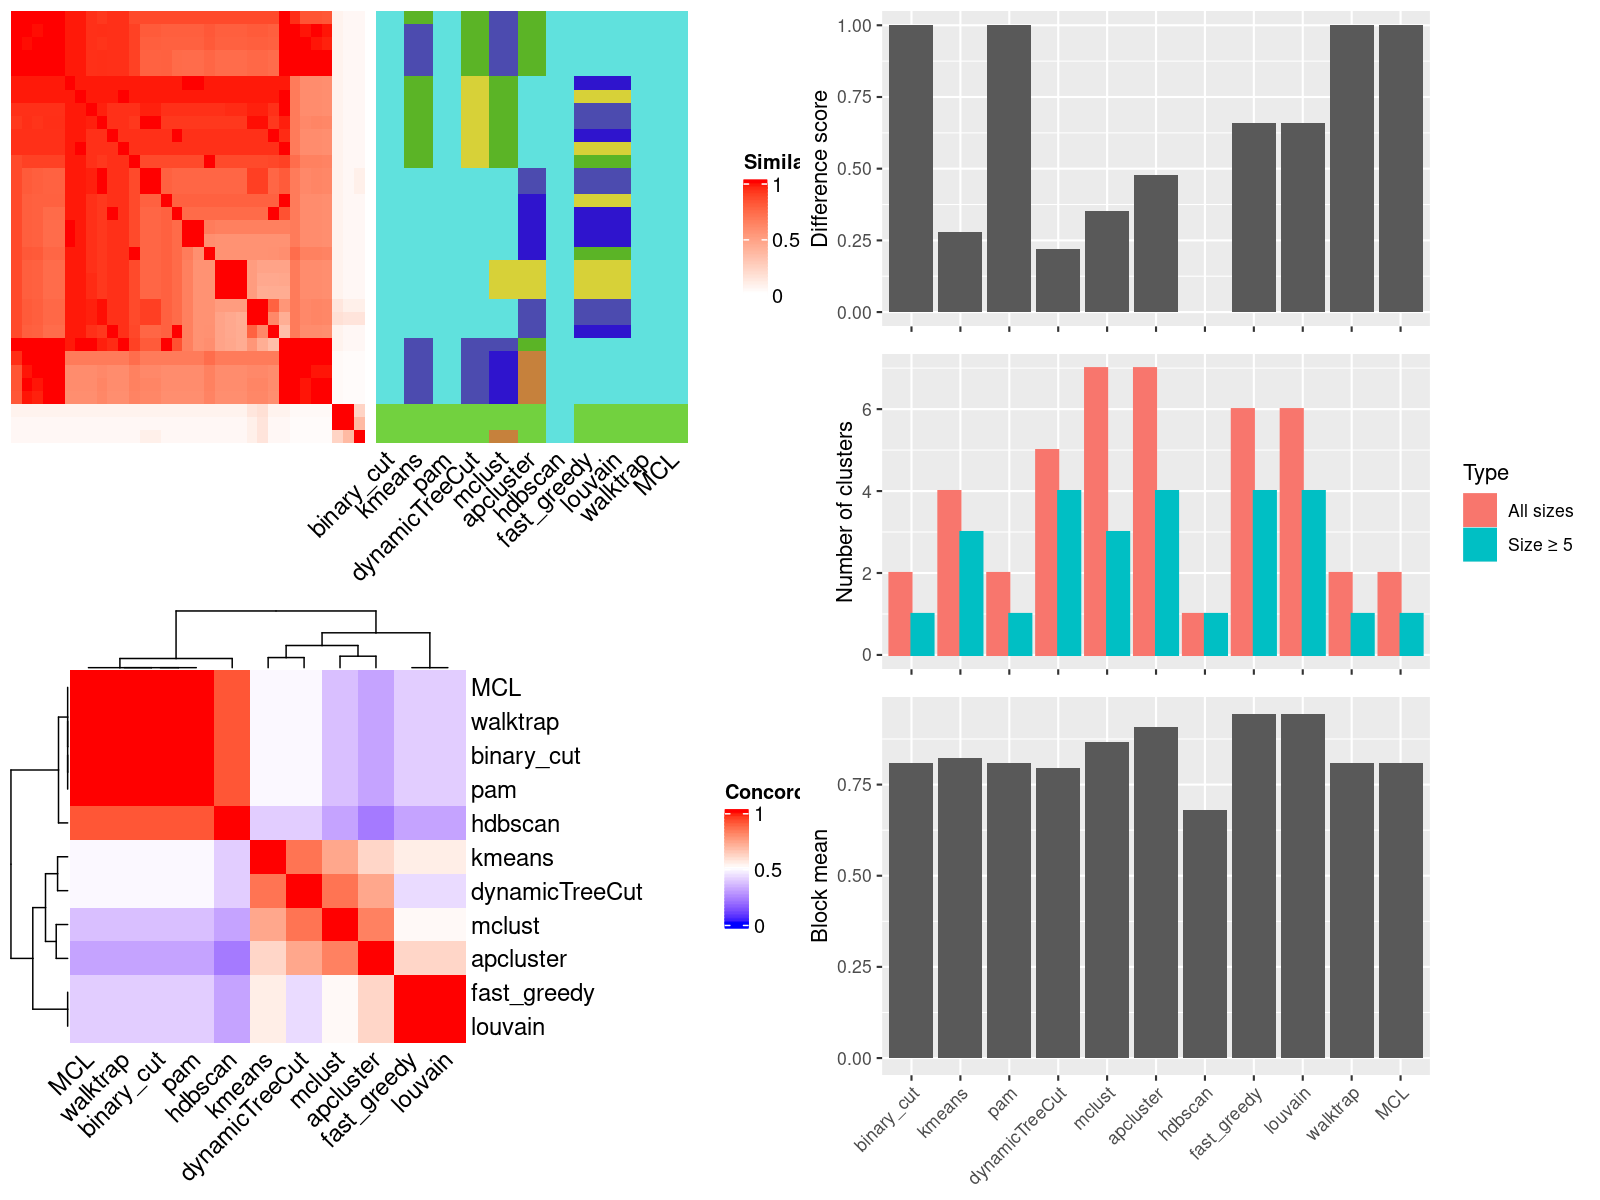 Simila
1
0.5
0
binary_cut
kmeans
pam
dynamicTreeCut
mclust
apcluster
hdbscan
fast_greedy
louvain
walktrap
MCL
MCL
walktrap
binary_cut
pam
hdbscan
kmeans
dynamicTreeCut
mclust
apcluster
fast_greedy
louvain
Concord
1
0.5
0
MCL
walktrap
binary_cut
pam
hdbscan
kmeans
dynamicTreeCut
mclust
apcluster
fast_greedy
louvain
Difference score
1.00
0.75
0.50
0.25
0.00
Number of clusters
6
4
2
0
Type
All sizes
Size ≥ 5
Block mean
0.75
0.50
0.25
0.00
binary_cut
kmeans
pam
dynamicTreeCut
mclust
apcluster
hdbscan
fast_greedy
louvain
walktrap
MCL